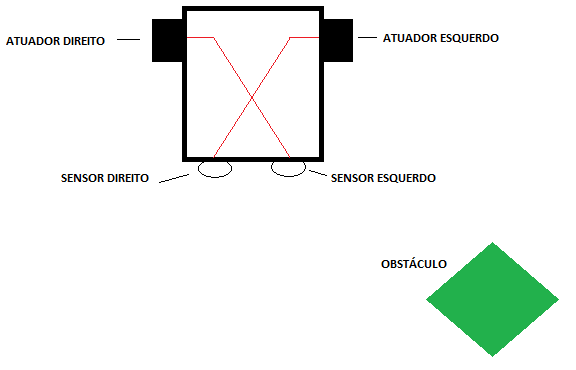 ATUADOR DIREITO
ATUADOR ESQUERDO
SENSOR DIREITO
SENSOR ESQUERDO
OBSTÁCULO